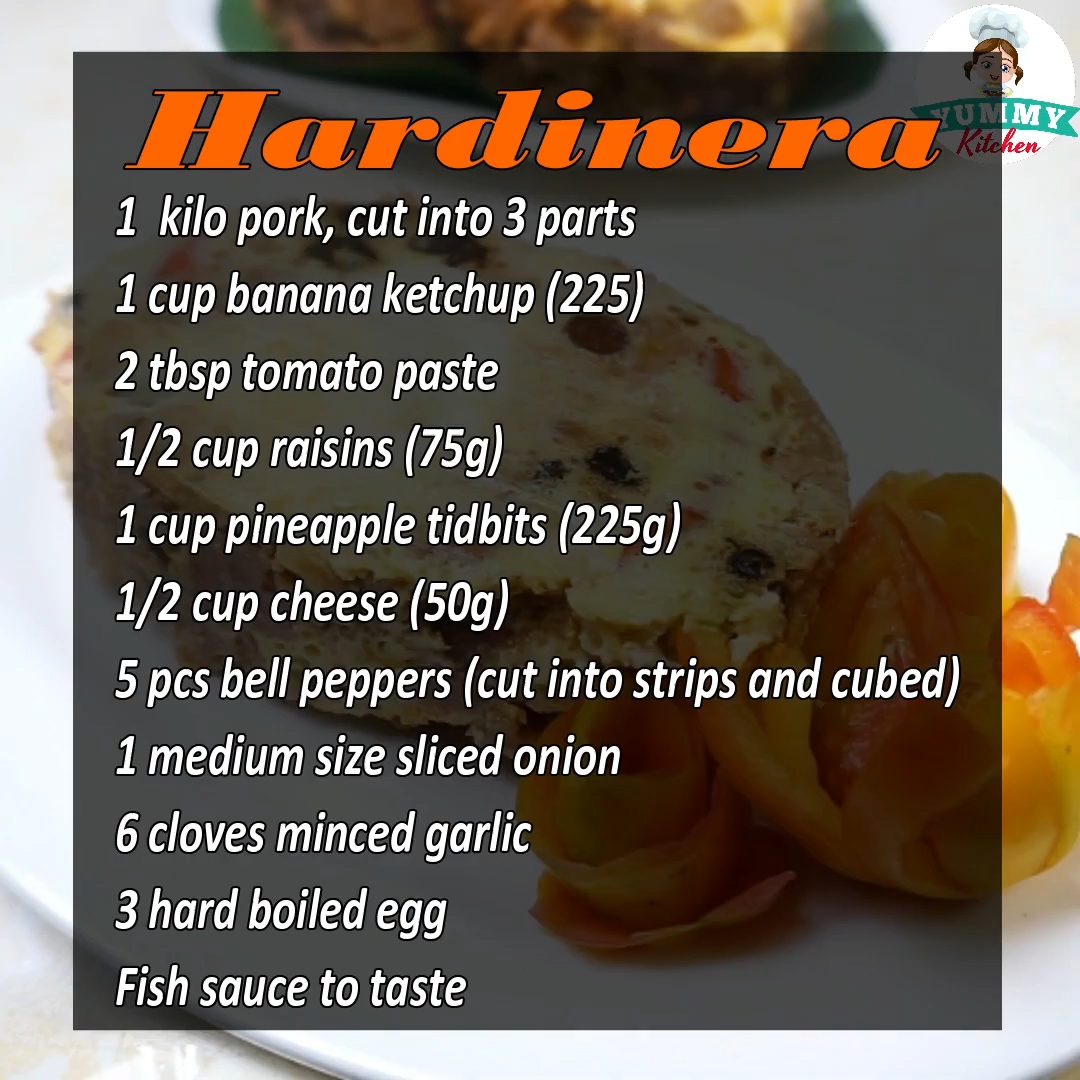 YUMMY
Kitchen
Hardinera
1 kilo pork, cut into 3 parts
1 cup banana ketchup (225)
2 tbsp tomato paste
1/2 cup raisins (75g)
1 cup pineapple tidbits (225g)
1/2 cup cheese (50g)
5 pcs bell peppers (cut into strips and cubed)
1 medium size sliced onion
6 cloves minced garlic
3 hard boiled egg
Fish sauce to taste